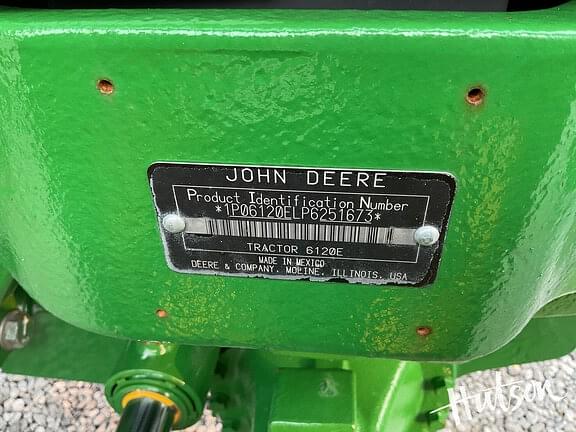 JOHN DEERE
Product Identification Number
*1P06120ELP6251673*
TRACTOR 6120E
MADE IN MEXICO
DEERE & COMPANY, MOLINE, ILLINOIS, USA
Hutson